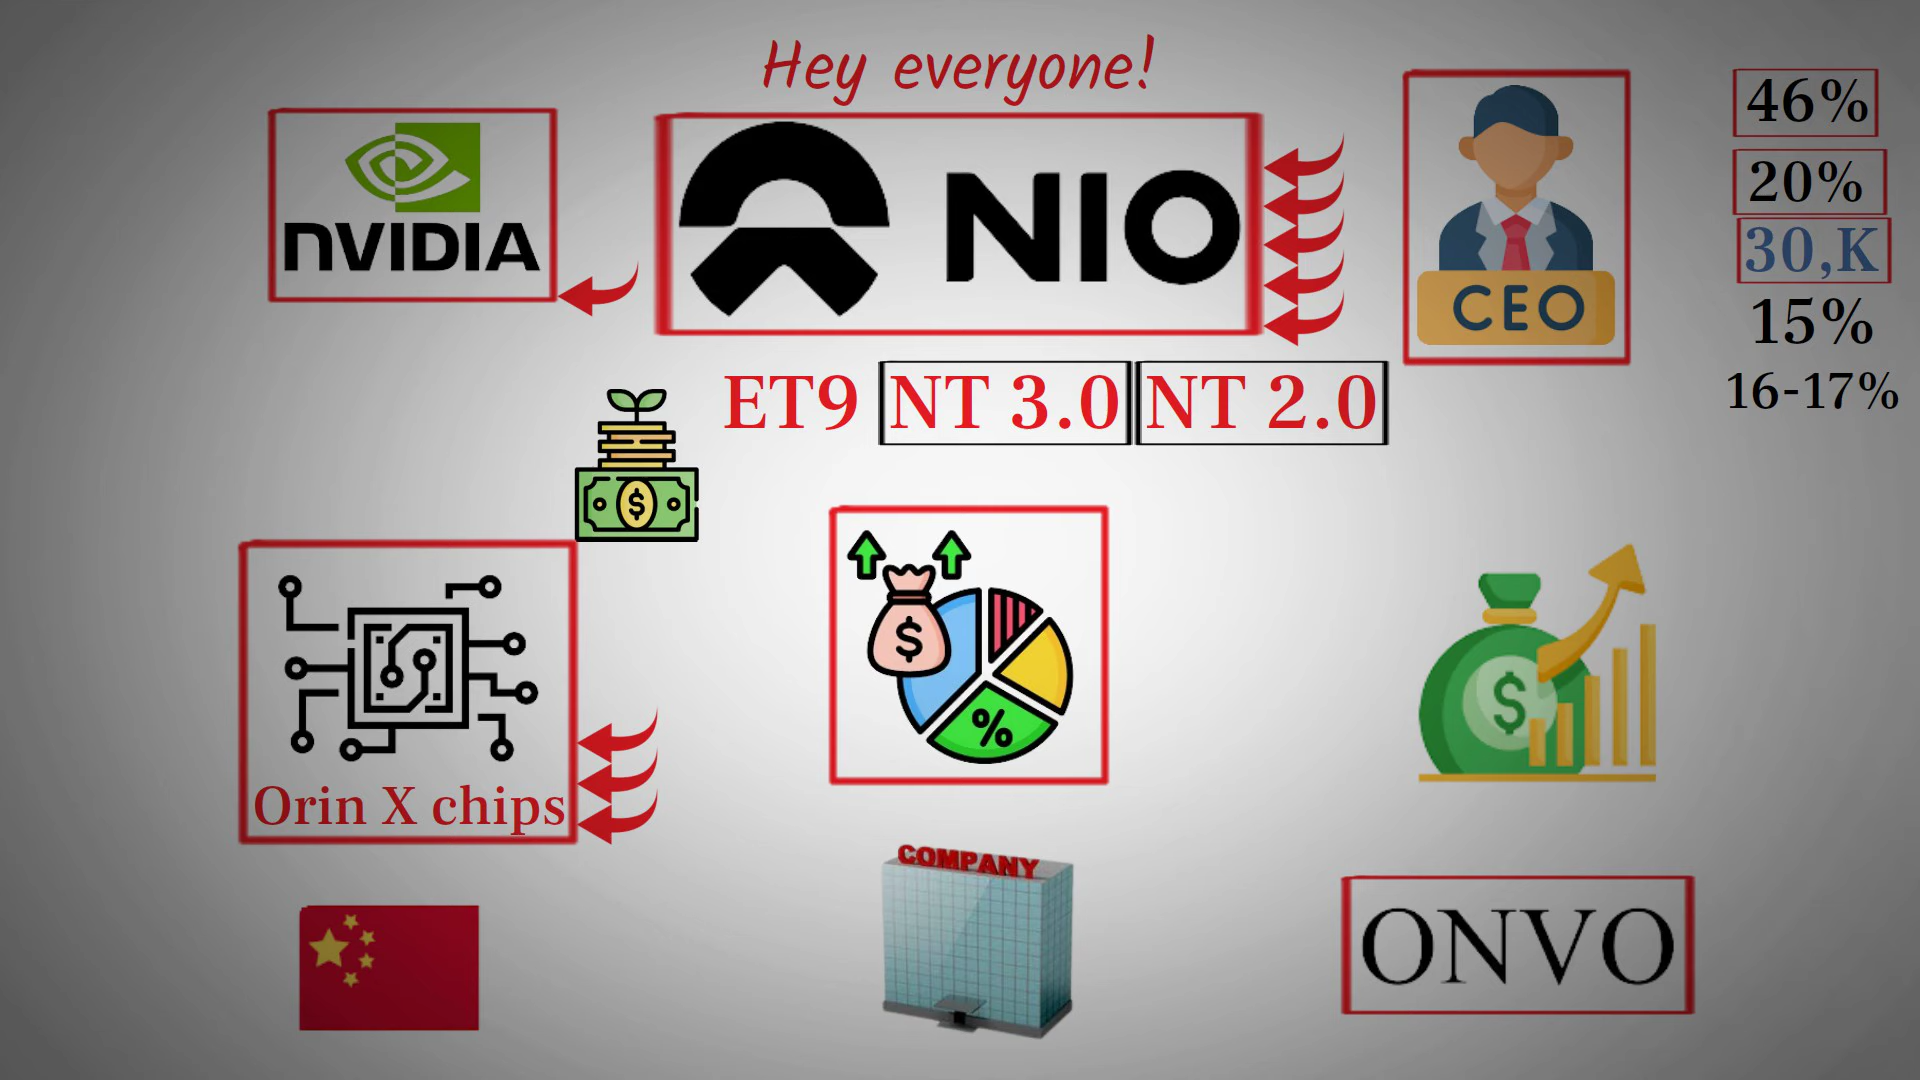 Hey everyone!
NVIDIA
NIO
CEO
46%
20%
30,K
15%
16-17%
ET9 NT 3.0 NT 2.0
$
$
%
$
Orin X chips
COMPANY
ONVO